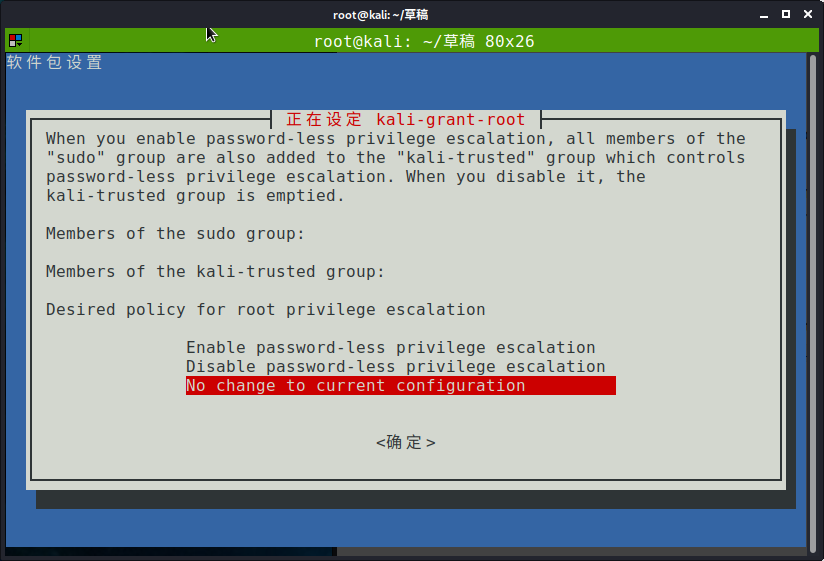 root@kali: ~/草稿
root@kali: ~/草稿 80x26
软件包设置
正在设定 kali-grant-root
When you enable password-less privilege escalation, all members of the
"sudo" group are also added to the "kali-trusted" group which controls
password-less privilege escalation. When you disable it, the
kali-trusted group is emptied.
Members of the sudo group:
Members of the kali-trusted group:
Desired policy for root privilege escalation
Enable password-less privilege escalation
Disable password-less privilege escalation
No change to current configuration
<确定>